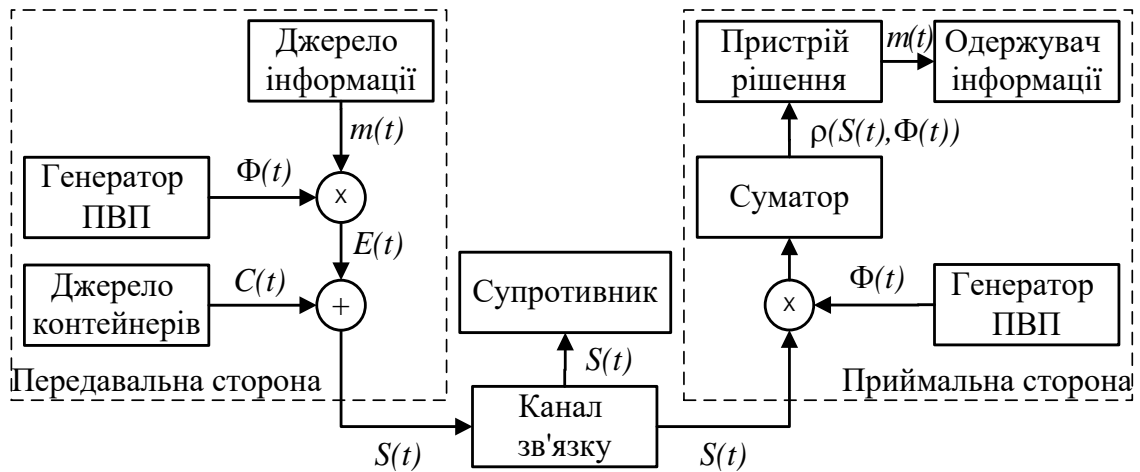 Джерело
інформації
m(t)
Генератор
ПВП
Φ(t)
x
E(t)
Джерело
контейнерів
C(t)
+
Передавальна сторона
S(t)
Супротивник
S(t)
Канал
зв'язку
S(t)
Пристрій
рішення
m(t)
Одержувач
інформації
ρ(S(t),Φ(t))
Суматор
x
Φ(t)
Генератор
ПВП
Приймальна сторона